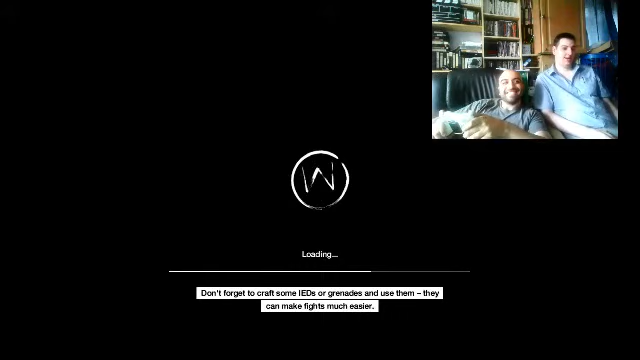 Loading...
Don't forget to craft some IEDs or grenades and use them – they
can make fights much easier.